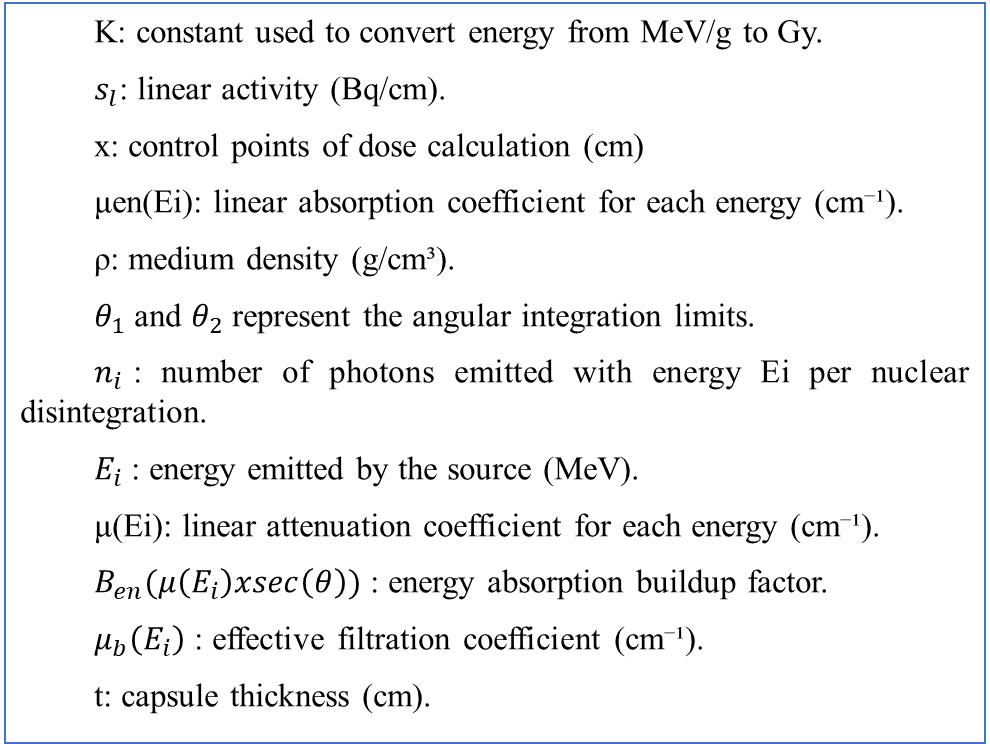 K: constant used to convert energy from MeV/g to Gy.
𝑠𝑙: linear activity (Bq/cm).
x: control points of dose calculation (cm)
μen(Ei): linear absorption coefficient for each energy (cm⁻¹).
ρ: medium density (g/cm³).
𝜃1 and 𝜃2 represent the angular integration limits.
𝑛𝑖 : number of photons emitted with energy Ei per nuclear
disintegration.
𝐸𝑖 : energy emitted by the source (MeV).
μ(Ei): linear attenuation coefficient for each energy (cm⁻¹).
𝐵𝑒𝑛(𝜇(𝐸𝑖)𝑥𝑠𝑒𝑐(𝜃)) : energy absorption buildup factor.
𝜇𝑏(𝐸𝑖) : effective filtration coefficient (cm⁻¹).
t: capsule thickness (cm).